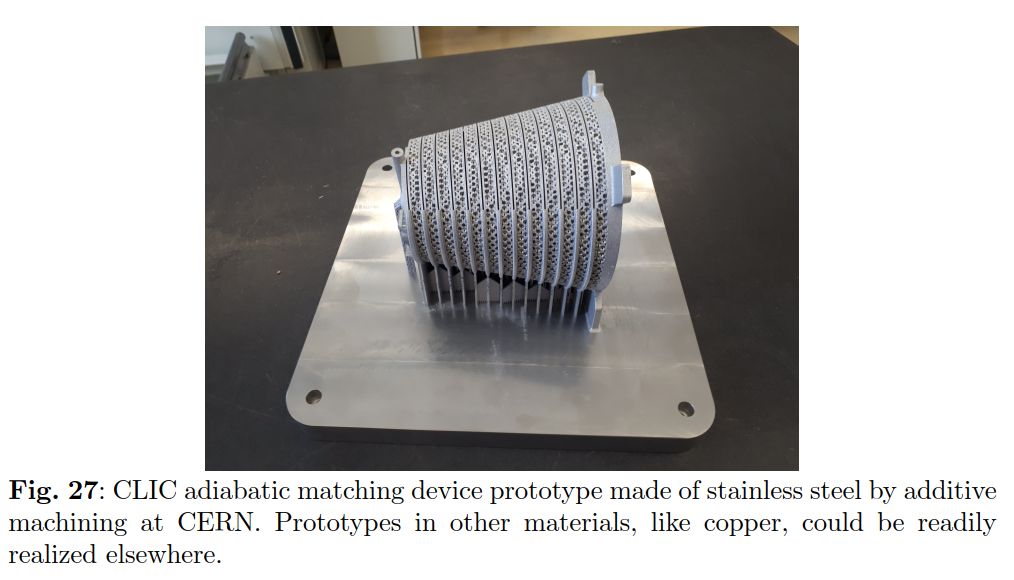 Fig. 27: CLIC adiabatic matching device prototype made of stainless steel by additive
machining at CERN. Prototypes in other materials, like copper, could be readily
realized elsewhere.